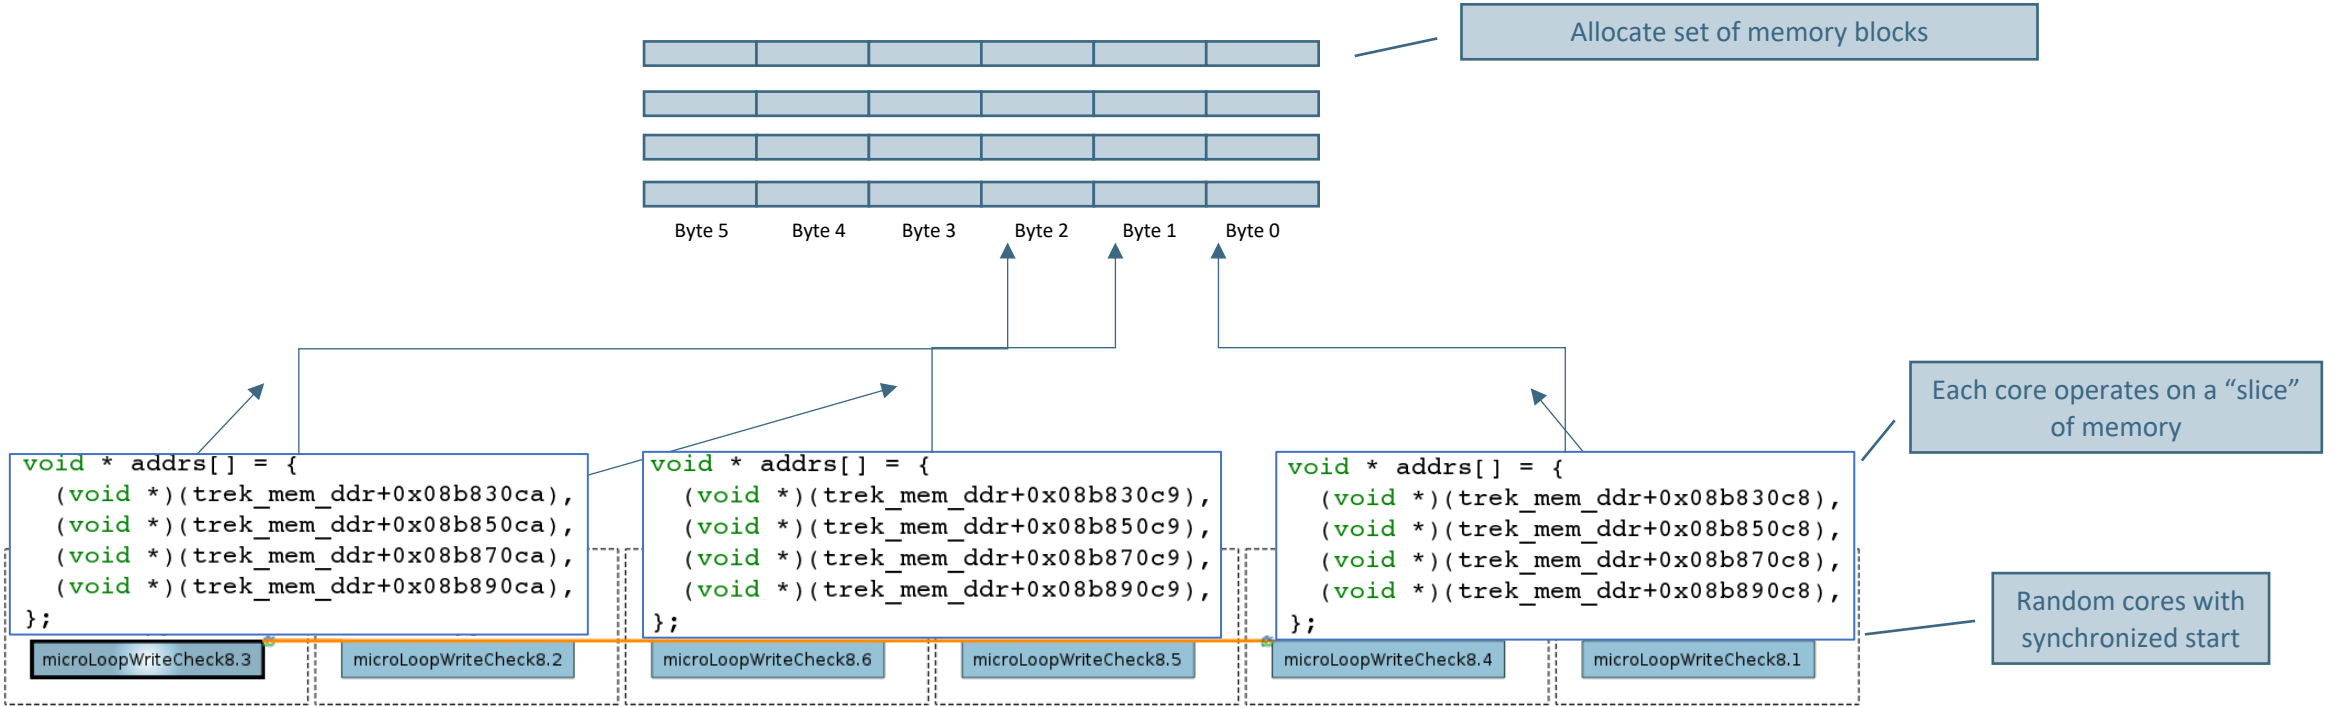 Allocate set of memory blocks
Byte 5 Byte 4 Byte 3 Byte 2 Byte 1 Byte 0
Each core operates on a “slice”
of memory
void * addrs[] = {
(void *)(trek_mem_ddr+0x08b830ca),
(void *)(trek_mem_ddr+0x08b850ca),
(void *)(trek_mem_ddr+0x08b870ca),
(void *)(trek_mem_ddr+0x08b890ca),
};
void * addrs[] = {
(void *)(trek_mem_ddr+0x08b830c9),
(void *)(trek_mem_ddr+0x08b850c9),
(void *)(trek_mem_ddr+0x08b870c9),
(void *)(trek_mem_ddr+0x08b890c9),
};
void * addrs[] = {
(void *)(trek_mem_ddr+0x08b830c8),
(void *)(trek_mem_ddr+0x08b850c8),
(void *)(trek_mem_ddr+0x08b870c8),
(void *)(trek_mem_ddr+0x08b890c8),
};
Random cores with
synchronized start
microLoopWriteCheck8.3 microLoopWriteCheck8.2 microLoopWriteCheck8.6 microLoopWriteCheck8.5 microLoopWriteCheck8.4 microLoopWriteCheck8.1